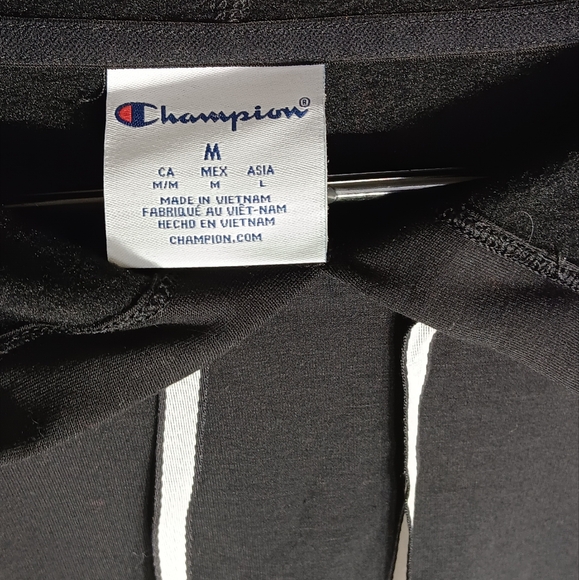 Champion®
M
CA MEX ASIA
M/M M L
MADE IN VIETNAM
FABRIQUÉ AU VIÊT-NAM
HECHO EN VIETNAM
CHAMPION.COM